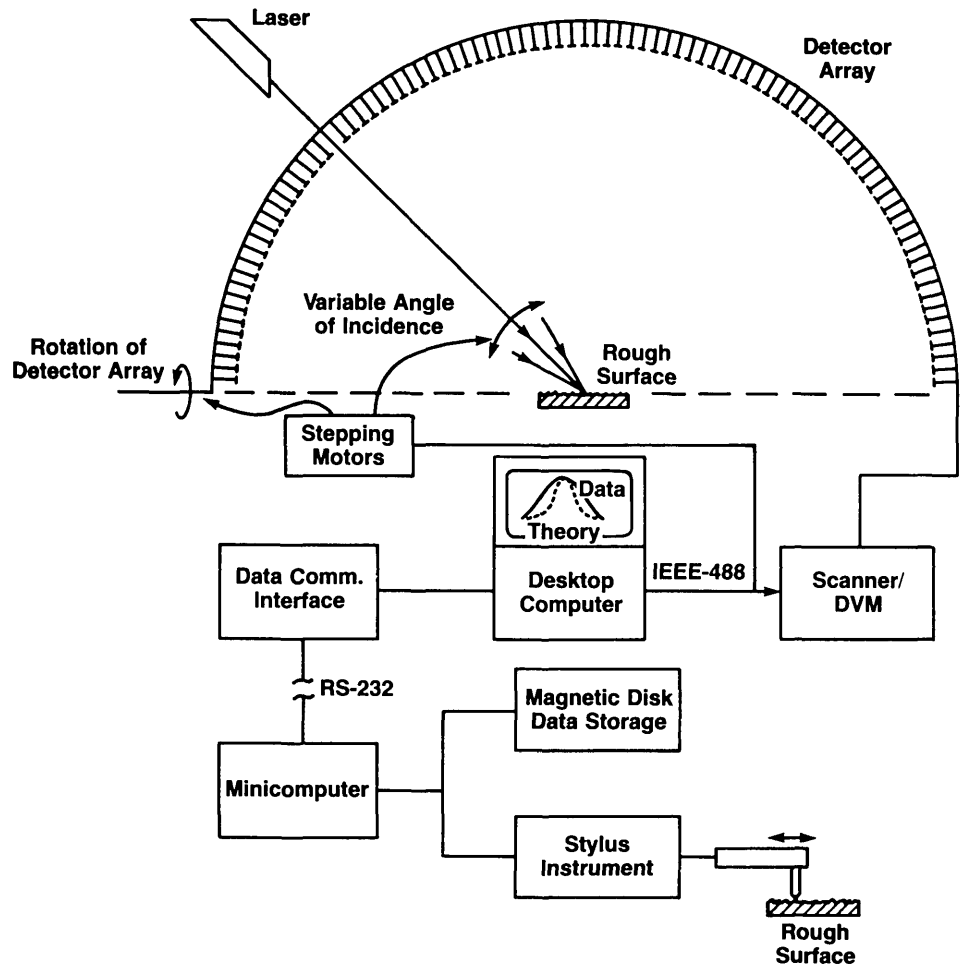 Laser
Detector
Array
Variable Angle
of Incidence
Rotation of
Detector Array
Rough
Surface
Stepping
Motors
Data
Theory
Data Comm.
Interface
Desktop
Computer
IEEE-488
Scanner/
DVM
RS-232
Magnetic Disk
Data Storage
Minicomputer
Stylus
Instrument
Rough
Surface